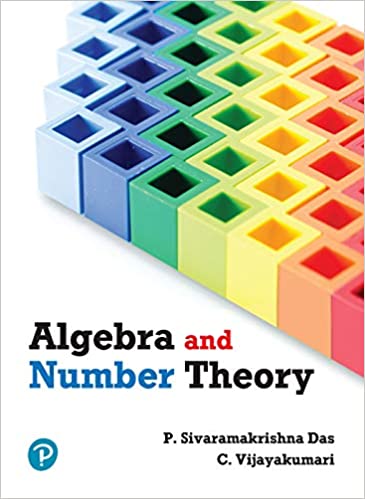 Algebra and
Number Theory
P. Sivaramakrishna Das
C. Vijayakumari
P